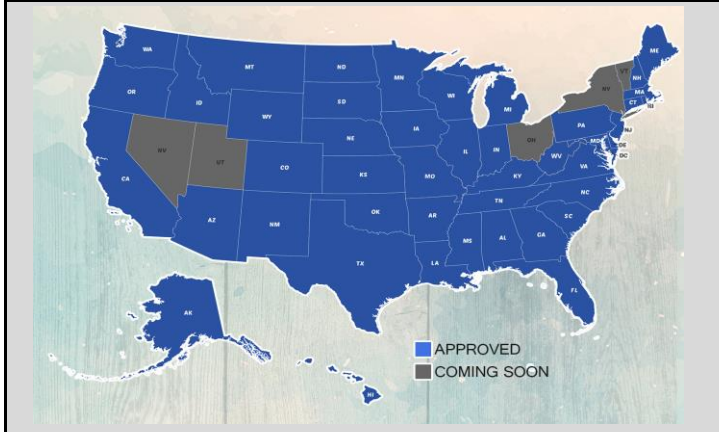 WA
OR
CA
ID
NV
MT
WY
UT
AZ
CO
NM
ND
SD
NE
KS
OK
TX
MN
IA
MO
AR
LA
WI
IL
IN
MI
OH
KY
TN
MS
AL
GA
FL
SC
NC
VA
WV
PA
NY
VT
NH
ME
MA
CT
RI
NJ
DE
MD
DC
AK
HI
APPROVED
COMING SOON